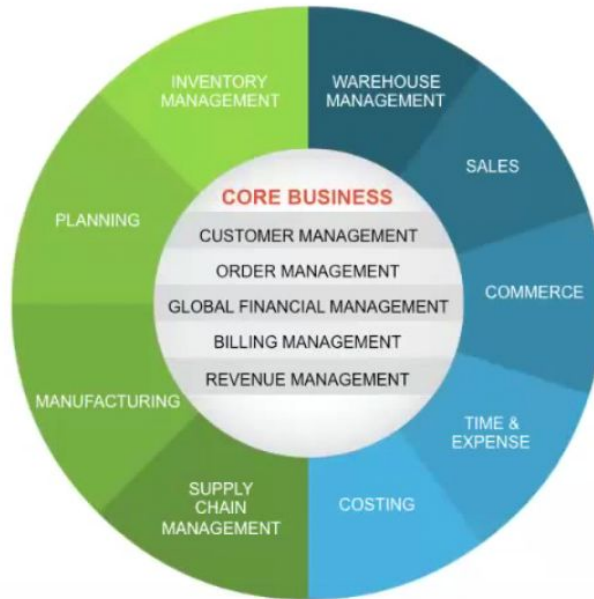 INVENTORY
MANAGEMENT
WAREHOUSE
MANAGEMENT
SALES
COMMERCE
TIME &
EXPENSE
COSTING
SUPPLY
CHAIN
MANAGEMENT
MANUFACTURING
PLANNING
CORE BUSINESS
CUSTOMER MANAGEMENT
ORDER MANAGEMENT
GLOBAL FINANCIAL MANAGEMENT
BILLING MANAGEMENT
REVENUE MANAGEMENT